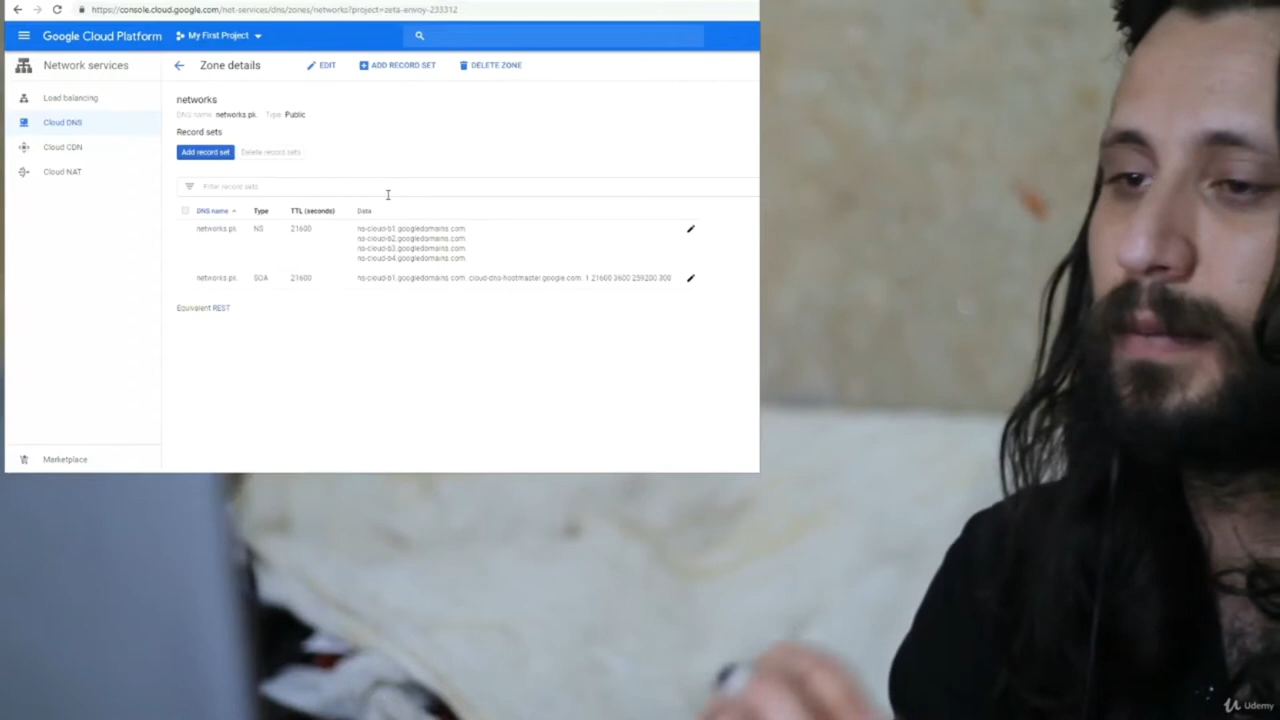 https://console.cloud.google.com/net-services/dns/zones/networks?project=zeta-envoy-233312
Google Cloud Platform
My First Project
Network services
Zone details
EDIT
ADD RECORD SET
DELETE ZONE
Load balancing
Cloud DNS
Cloud CDN
Cloud NAT
Marketplace
networks
DNS name networks.pk. Type Public
Record sets
Add record set
Delete record sets
Filter record sets
DNS name Type TTL (seconds) Data
networks.pk. NS 21600 ns-cloud-b1.googledomains.com.
ns-cloud-b2.googledomains.com.
ns-cloud-b3.googledomains.com.
ns-cloud-b4.googledomains.com.
networks.pk. SOA 21600 ns-cloud-b1.googledomains.com. cloud-dns-hostmaster.google.com. 1 21600 3600 259200 300
Equivalent REST
Udemy